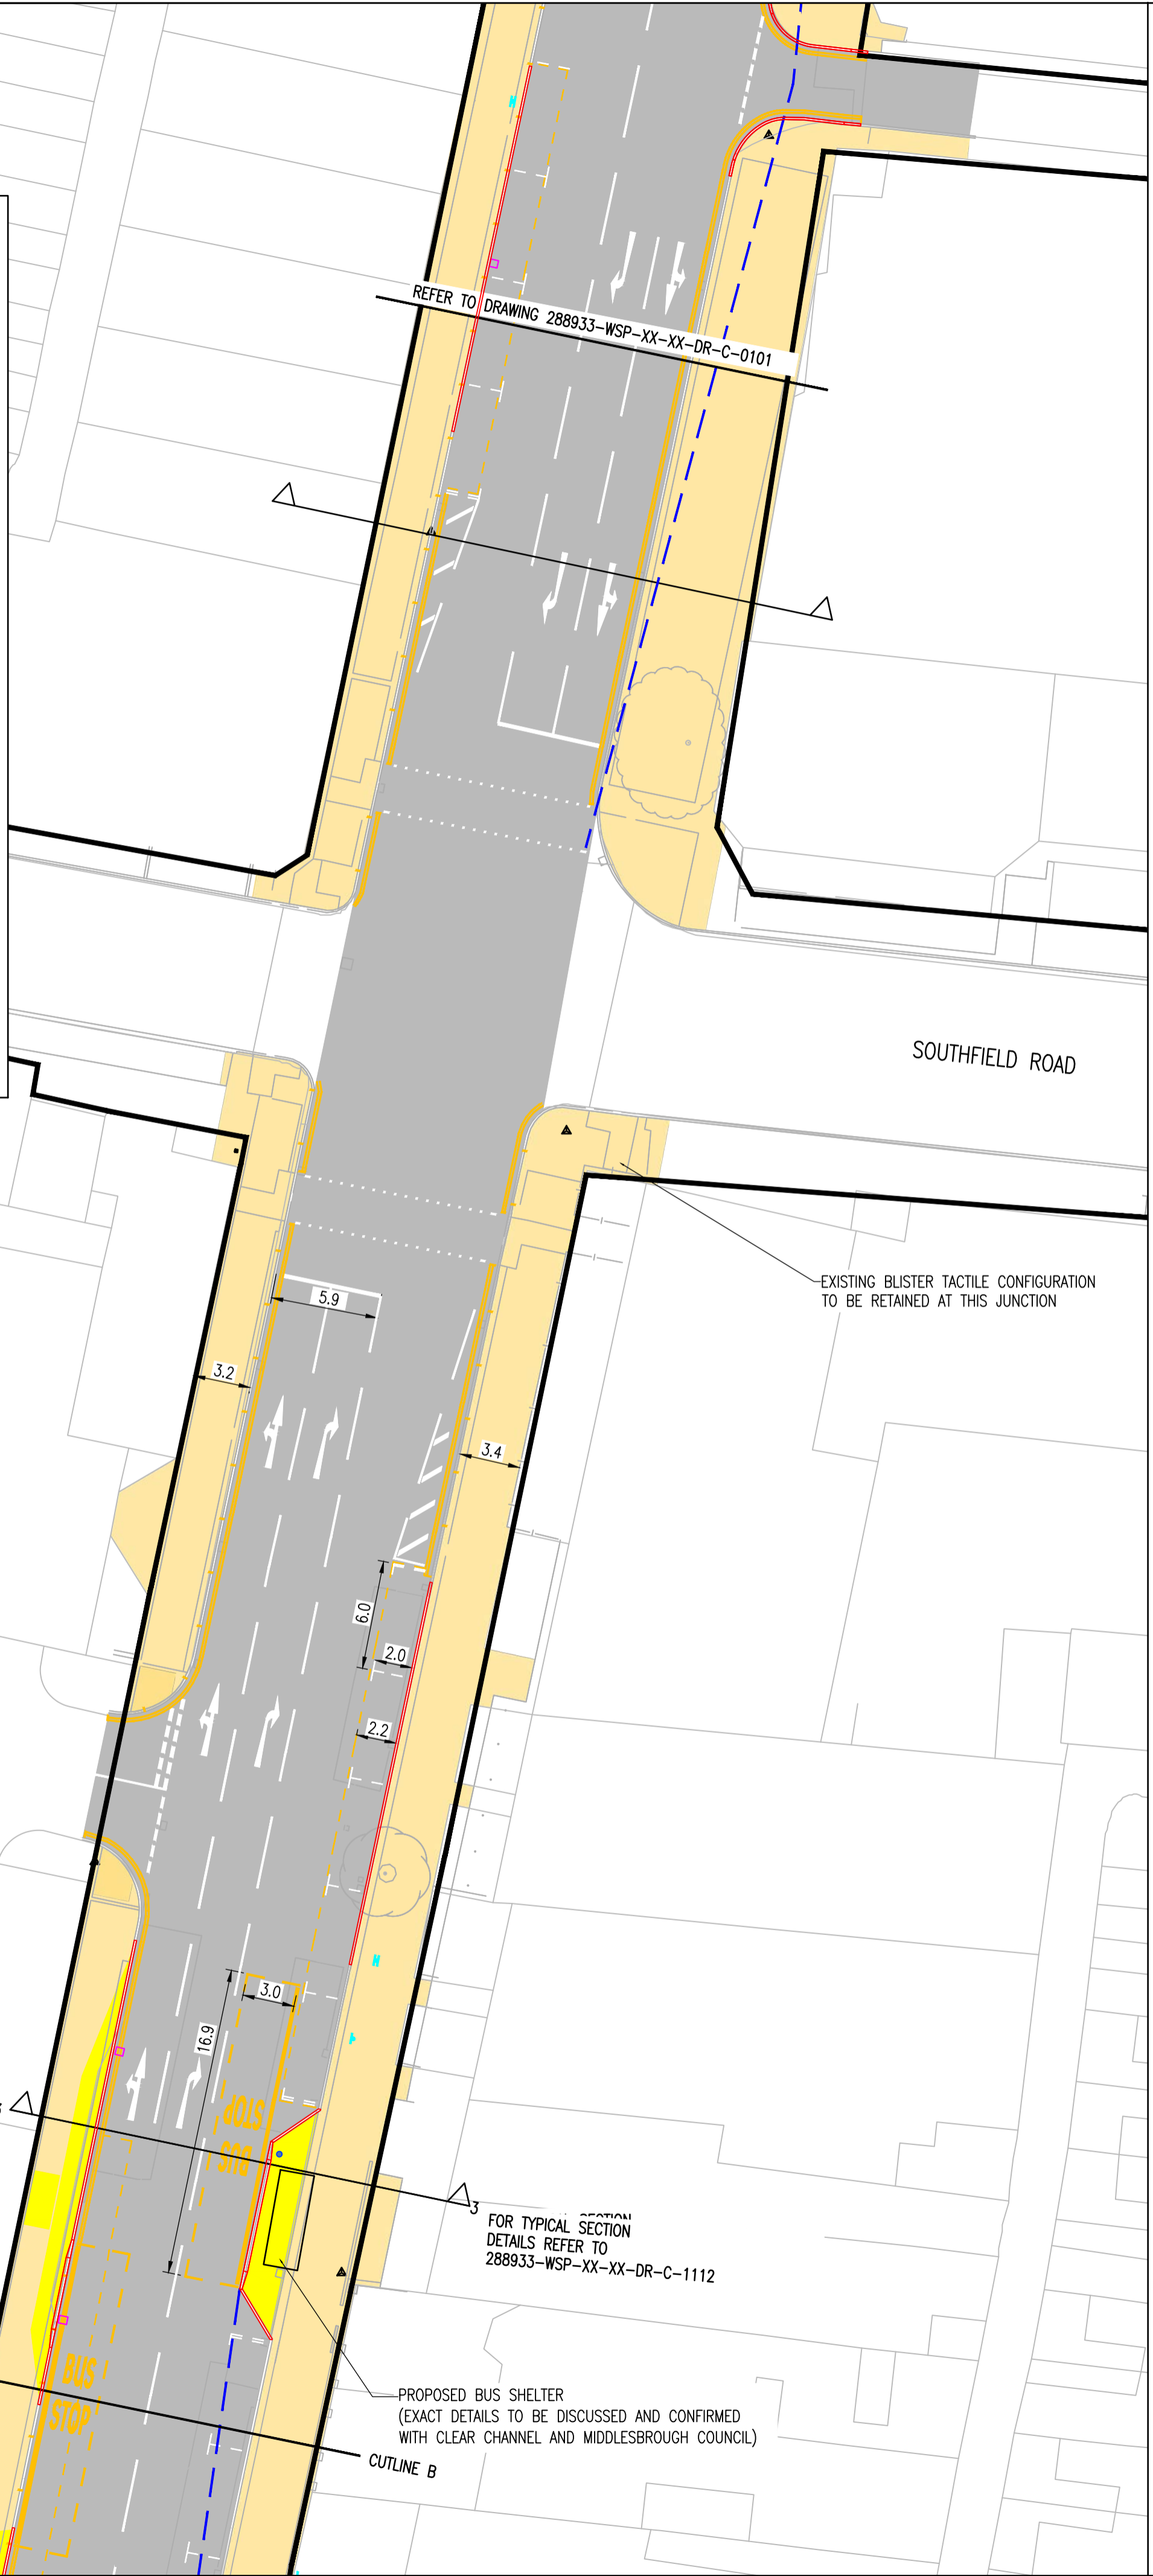 REFER TO DRAWING 288933-WSP-XX-XX-DR-C-0101
SOUTHFIELD ROAD
EXISTING BLISTER TACTILE CONFIGURATION
TO BE RETAINED AT THIS JUNCTION
5.9
3.2
3.4
6.0
2.0
2.2
3.0
16.9
BUS
STOP
3
FOR TYPICAL SECTION
DETAILS REFER TO
288933-WSP-XX-XX-DR-C-1112
BUS
STOP
PROPOSED BUS SHELTER
(EXACT DETAILS TO BE DISCUSSED AND CONFIRMED
WITH CLEAR CHANNEL AND MIDDLESBROUGH COUNCIL)
CUTLINE B